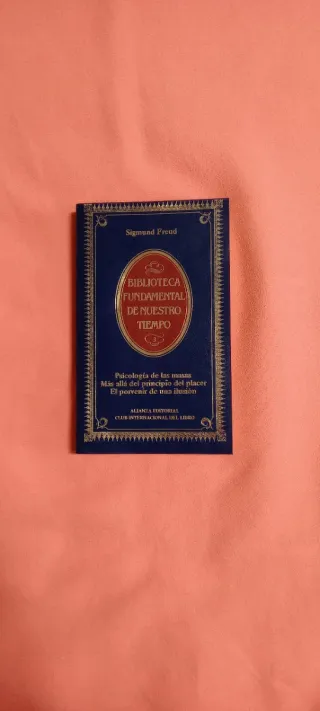 Sigmund Freud
BIBLIOTECA
FUNDAMENTAL
DE NUESTRO
TIEMPO
Psicología de las masas
Más allá del principio del placer
El porvenir de una ilusión
ALIANZA EDITORIAL
CLUB INTERNACIONAL DEL LIBRO